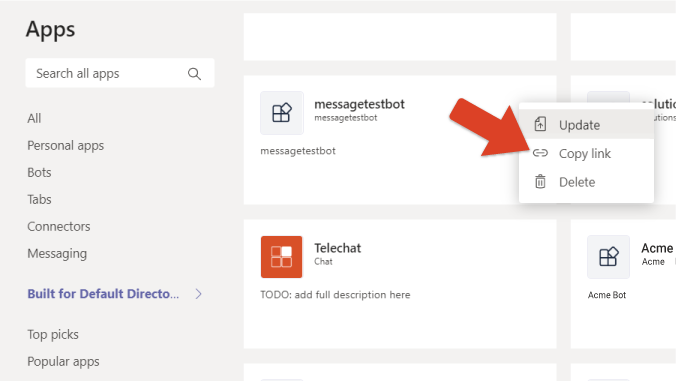 Apps
Search all apps
All
Personal apps
Bots
Tabs
Connectors
Messaging
Built for Default Directo...
Top picks
Popular apps
messagetestbot
messagetestbot
messagetestbot
Update
Copy link
Delete
Telechat
Chat
TODO: add full description here
Acme
Acme
Acme Bot